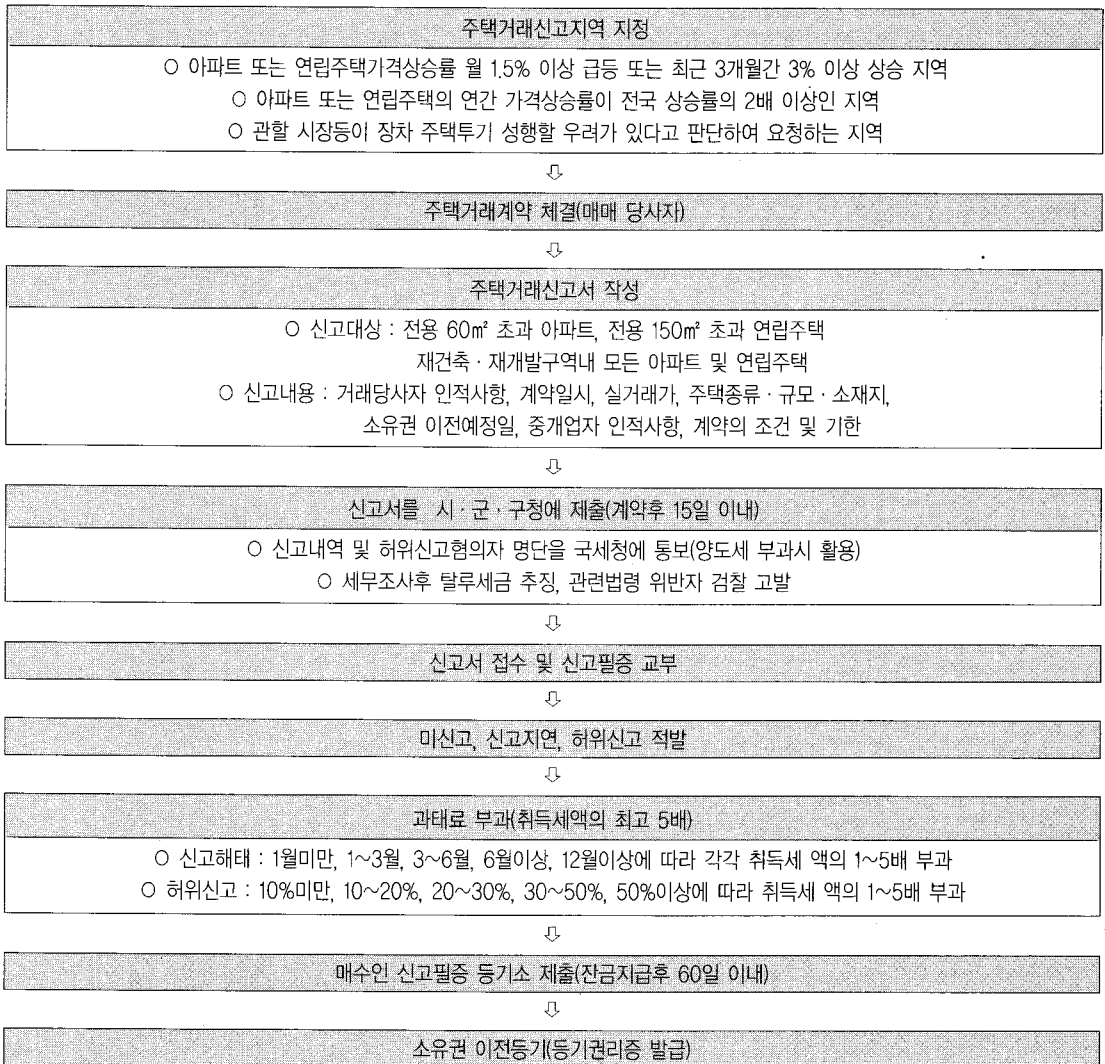 주택거래신고지역 지정
○ 아파트 또는 연립주택가격상승률 월 1.5% 이상 급등 또는 최근 3개월간 3% 이상 상승 지역
○ 아파트 또는 연립주택의 연간 가격상승률이 전국 상승률의 2배 이상인 지역
○ 관할 시장등이 장차 주택투기 성행할 우려가 있다고 판단하여 요청하는 지역
⇩
주택거래계약 체결(매매 당사자)
⇩
주택거래신고서 작성
○ 신고대상 : 전용 60㎡ 초과 아파트, 전용 150㎡ 초과 연립주택
재건축·재개발구역내 모든 아파트 및 연립주택
○ 신고내용 : 거래당사자 인적사항, 계약일시, 실거래가, 주택종류·규모·소재지,
소유권 이전예정일, 중개업자 인적사항, 계약의 조건 및 기한
⇩
신고서를 시·군·구청에 제출(계약후 15일 이내)
○ 신고내역 및 허위신고혐의자 명단을 국세청에 통보(양도세 부과시 활용)
○ 세무조사후 탈루세금 추징, 관련법령 위반자 검찰 고발
⇩
신고서 접수 및 신고필증 교부
⇩
미신고, 신고지연, 허위신고 적발
⇩
과태료 부과(취득세액의 최고 5배)
○ 신고해태 : 1월미만, 1~3월, 3~6월, 6월이상, 12월이상에 따라 각각 취득세 액의 1~5배 부과
○ 허위신고 : 10%미만, 10~20%, 20~30%, 30~50%, 50%이상에 따라 취득세 액의 1~5배 부과
⇩
매수인 신고필증 등기소 제출(잔금지급후 60일 이내)
⇩
소유권 이전등기(등기권리증 발급)